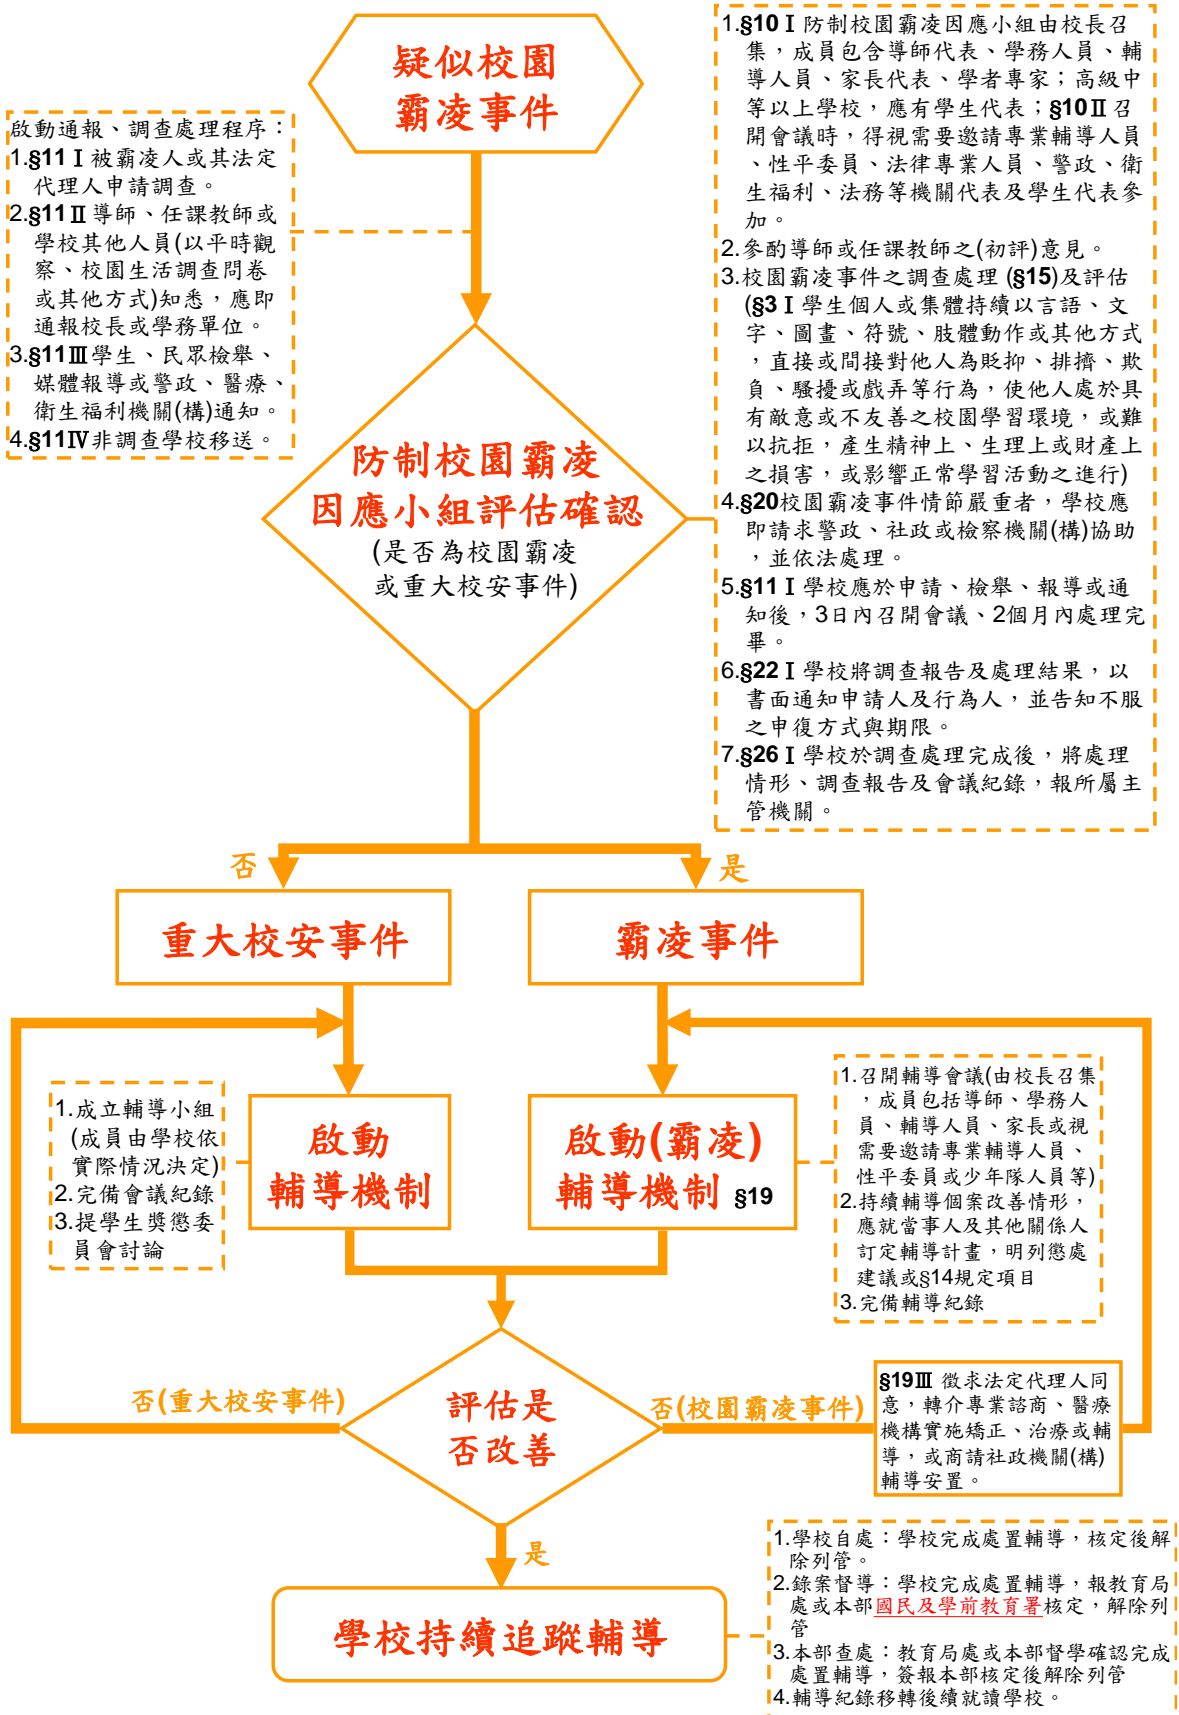 疑似校園
霸凌事件
啟動通報、調查處理程序：
1.§11Ⅰ被霸凌人或其法定
代理人申請調查。
2.§11Ⅱ導師、任課教師或
學校其他人員(以平時觀
察、校園生活調查問卷
或其他方式)知悉，應即
通報校長或學務單位。
3.§11Ⅲ學生、民眾檢舉、
媒體報導或警政、醫療、
衛生福利機關(構)通知。
4.§11Ⅳ非調查學校移送。
1.§10Ⅰ防制校園霸凌因應小組由校長召
集，成員包含導師代表、學務人員、輔
導人員、家長代表、學者專家；高級中
等以上學校，應有學生代表；§10Ⅱ召
開會議時，得視需要邀請專業輔導人員
、性平委員、法律專業人員、警政、衛
生福利、法務等機關代表及學生代表參
加。
2.參酌導師或任課教師之(初評)意見。
3.校園霸凌事件之調查處理 (§15)及評估
(§3Ⅰ學生個人或集體持續以言語、文
字、圖畫、符號、肢體動作或其他方式
，直接或間接對他人為貶抑、排擠、欺
負、騷擾或戲弄等行為，使他人處於具
有敵意或不友善之校園學習環境，或難
以抗拒，產生精神上、生理上或財產上
之損害，或影響正常學習活動之進行)
4.§20校園霸凌事件情節嚴重者，學校應
即請求警政、社政或檢察機關(構)協助
，並依法處理。
5.§11Ⅰ學校應於申請、檢舉、報導或通
知後，3日內召開會議、2個月內處理完
畢。
6.§22Ⅰ學校將調查報告及處理結果，以
書面通知申請人及行為人，並告知不服
之申復方式與期限。
7.§26Ⅰ學校於調查處理完成後，將處理
情形、調查報告及會議紀錄，報所屬主
管機關。
防制校園霸凌
因應小組評估確認
(是否為校園霸凌
或重大校安事件)
否
是
重大校安事件
霸凌事件
1.成立輔導小組
(成員由學校依
實際情況決定)
2.完備會議紀錄
3.提學生獎懲委
員會討論
啟動
輔導機制
啟動(霸凌)
輔導機制 §19
1.召開輔導會議(由校長召集
，成員包括導師、學務人
員、輔導人員、家長或視
需要邀請專業輔導人員、
性平委員或少年隊人員等)
2.持續輔導個案改善情形，
應就當事人及其他關係人
訂定輔導計畫，明列懲處
建議或§14規定項目
3.完備輔導紀錄
否(重大校安事件)
評估是
否改善
否(校園霸凌事件)
§19Ⅲ 徵求法定代理人同
意，轉介專業諮商、醫療
機構實施矯正、治療或輔
導，或商請社政機關(構)
輔導安置。
是
學校持續追蹤輔導
1.學校自處：學校完成處置輔導，核定後解
除列管。
2.錄案督導：學校完成處置輔導，報教育局
處或本部國民及學前教育署核定，解除列
管
3.本部查處：教育局處或本部督學確認完成
處置輔導，簽報本部核定後解除列管
4.輔導紀錄移轉後續就讀學校。